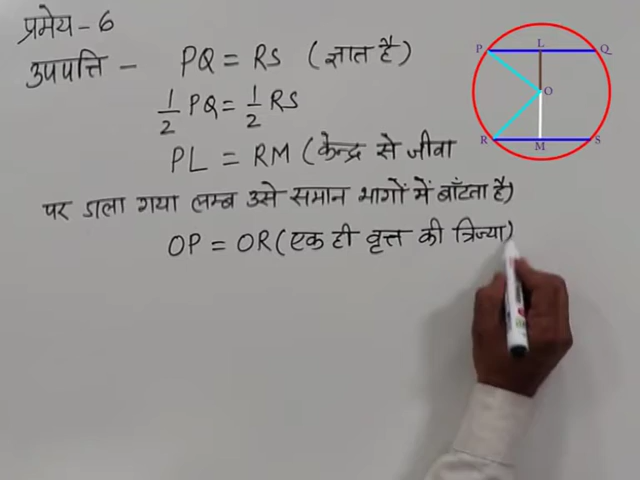 प्रमेय-6
उपपत्ति - PQ = RS (ज्ञात है)
1/2 PQ = 1/2 RS
PL = RM (केन्द्र से जीवा
पर डाला गया लम्ब उसे समान भागों में बाँटता है)
OP = OR (एक ही वृत्त की त्रिज्या)
P L Q
O
R M S